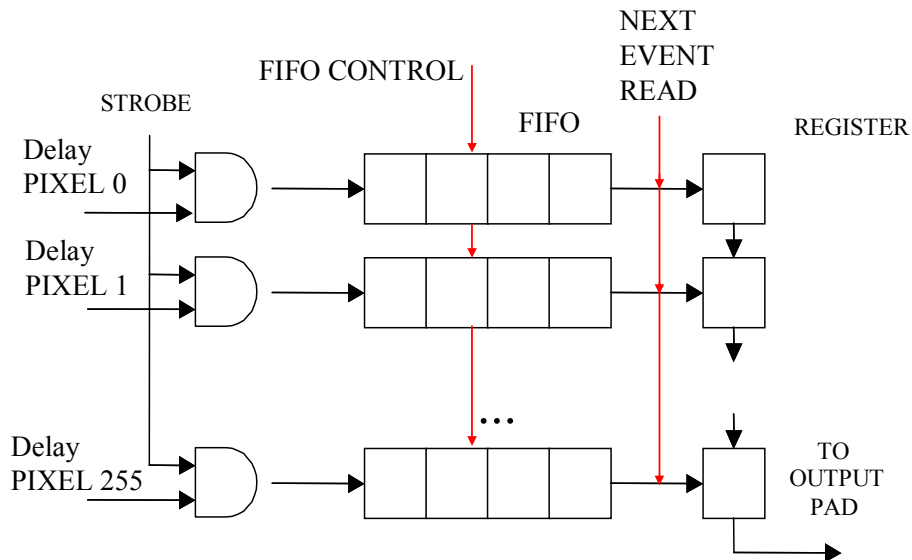 NEXT
EVENT
READ
FIFO CONTROL
STROBE
FIFO
REGISTER
Delay
PIXEL 0
Delay
PIXEL 1
...
Delay
PIXEL 255
TO
OUTPUT
PAD